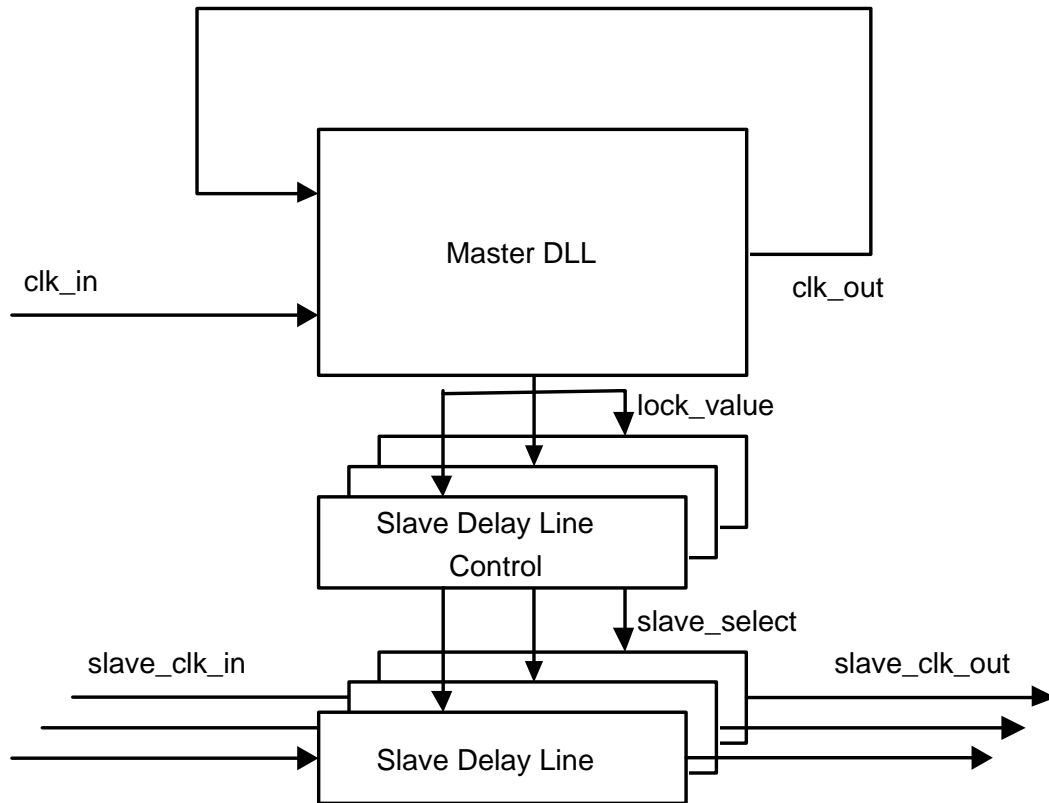 Master DLL
clk_in
clk_out
lock_value
Slave Delay Line
Control
slave_select
slave_clk_in
slave_clk_out
Slave Delay Line